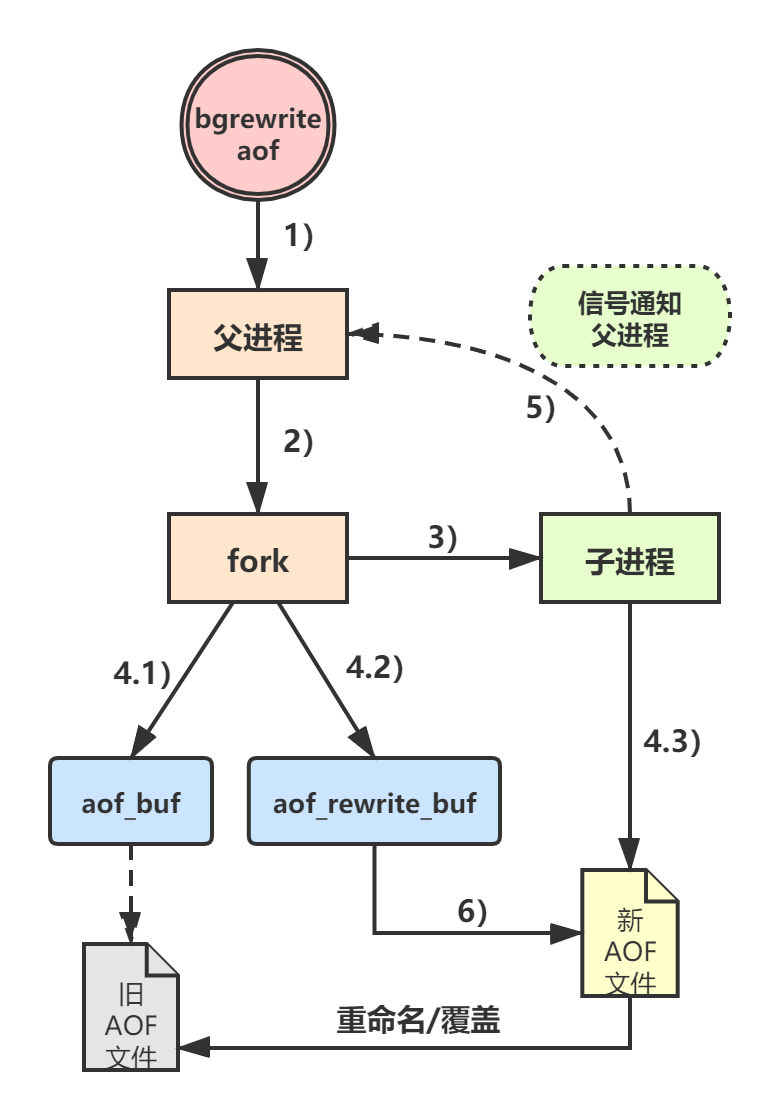 bgrewrite
aof
1)
信号通知
父进程
父进程
5)
2)
fork
3)
子进程
4.1)
4.2)
4.3)
aof_buf
aof_rewrite_buf
6)
新
AOF
文件
旧
AOF
文件
重命名/覆盖